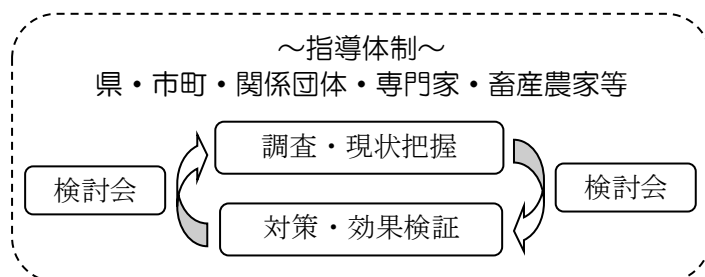 ～指導体制～
県・市町・関係団体・専門家・畜産農家等
調査・現状把握
検討会
検討会
対策・効果検証